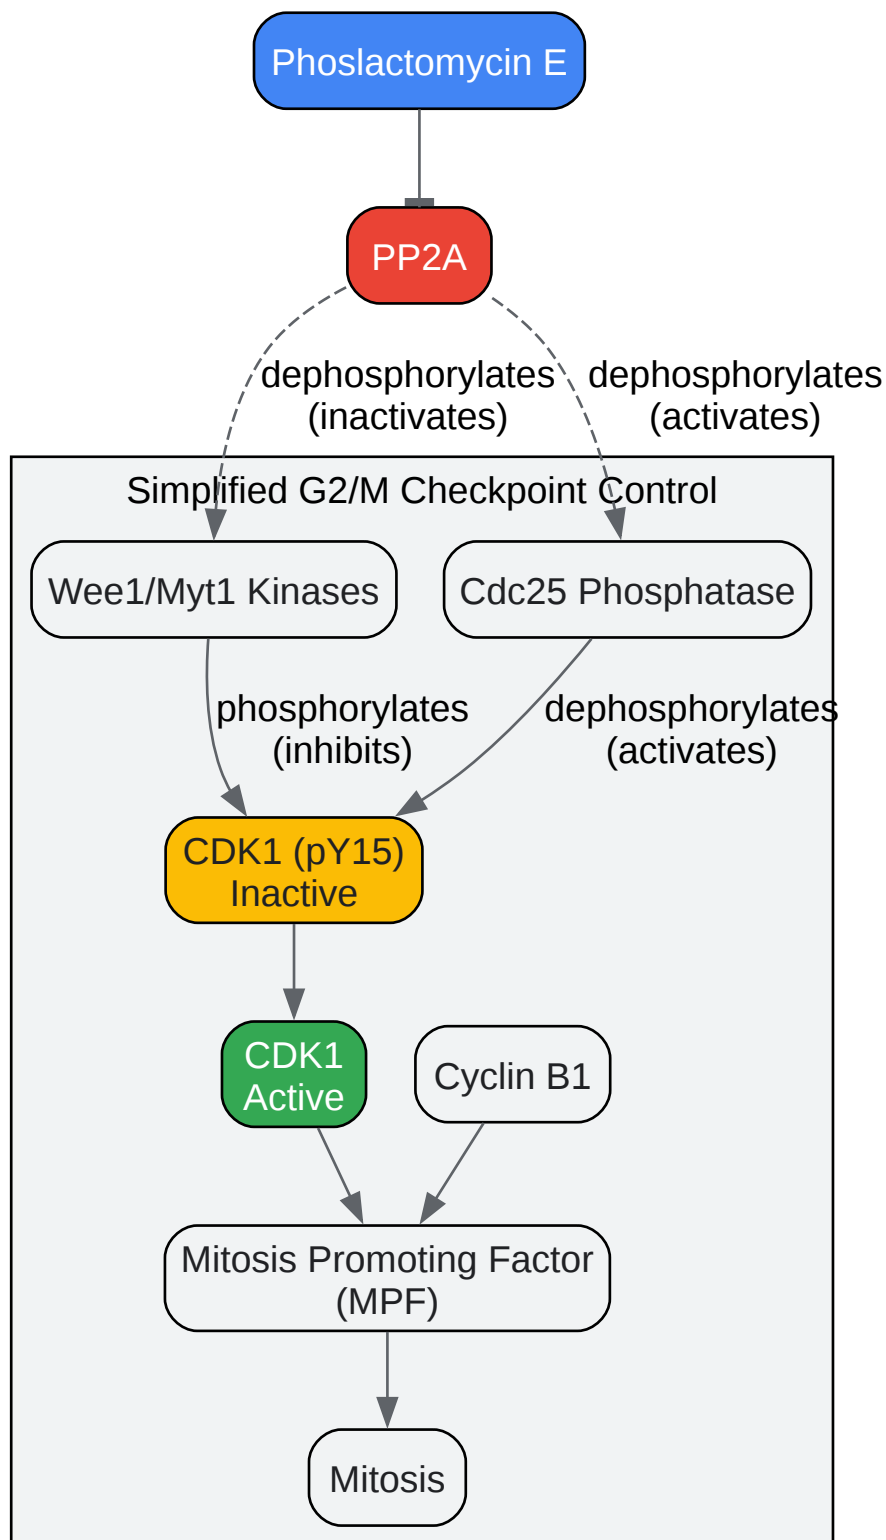 Phoslactomycin E
PP2A
dephosphorylates
(inactivates)
dephosphorylates
(activates)
Simplified G2/M Checkpoint Control
Wee1/Myt1 Kinases
Cdc25 Phosphatase
phosphorylates
(inhibits)
dephosphorylates
(activates)
CDK1 (pY15)
Inactive
CDK1
Active
Cyclin B1
Mitosis Promoting Factor
(MPF)
Mitosis